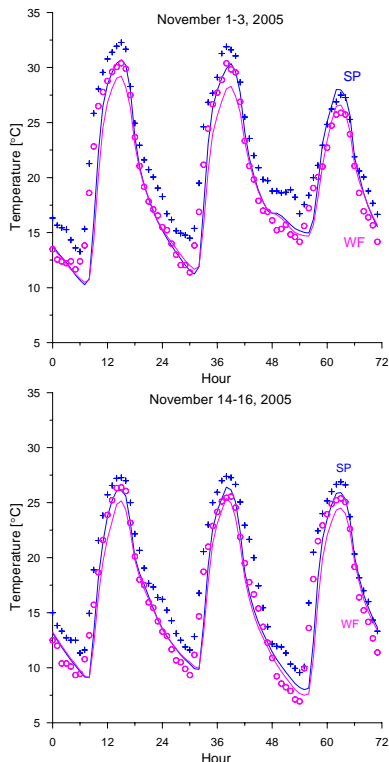 November 1-3, 2005
35
30
25
20
15
10
5
Temperature [°C]
SP
WF
0 12 24 36 48 60 72
Hour
November 14-16, 2005
35
30
25
20
15
10
5
Temperature [°C]
SP
WF
0 12 24 36 48 60 72
Hour